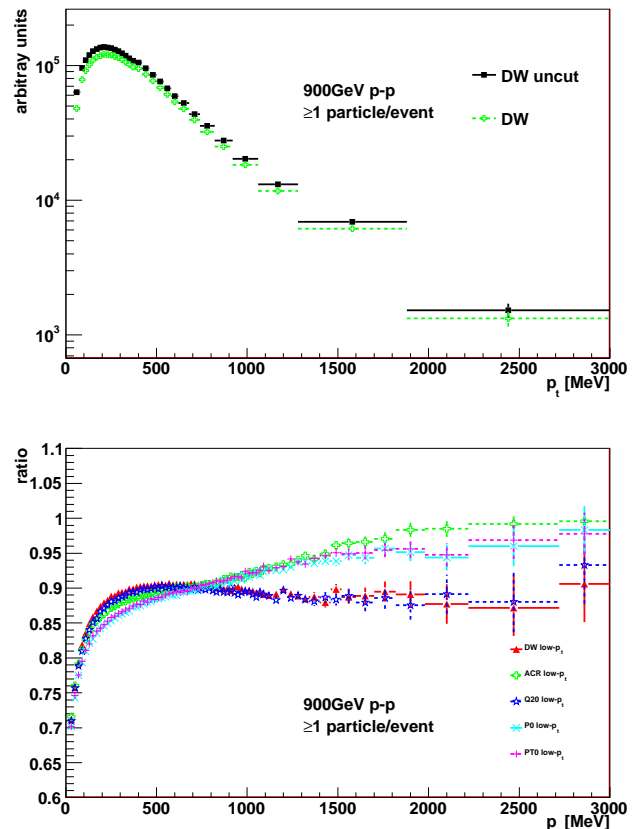 arbitray units
10^5
10^4
10^3
900GeV p-p
≥1 particle/event
DW uncut
DW
0 500 1000 1500 2000 2500 3000
p_t [MeV]
ratio
1.1
1.05
1
0.95
0.9
0.85
0.8
0.75
0.7
0.65
0.6
DW low-p_t
ACR low-p_t
Q20 low-p_t
P0 low-p_t
PT0 low-p_t
900GeV p-p
≥1 particle/event
0 500 1000 1500 2000 2500 3000
p [MeV]